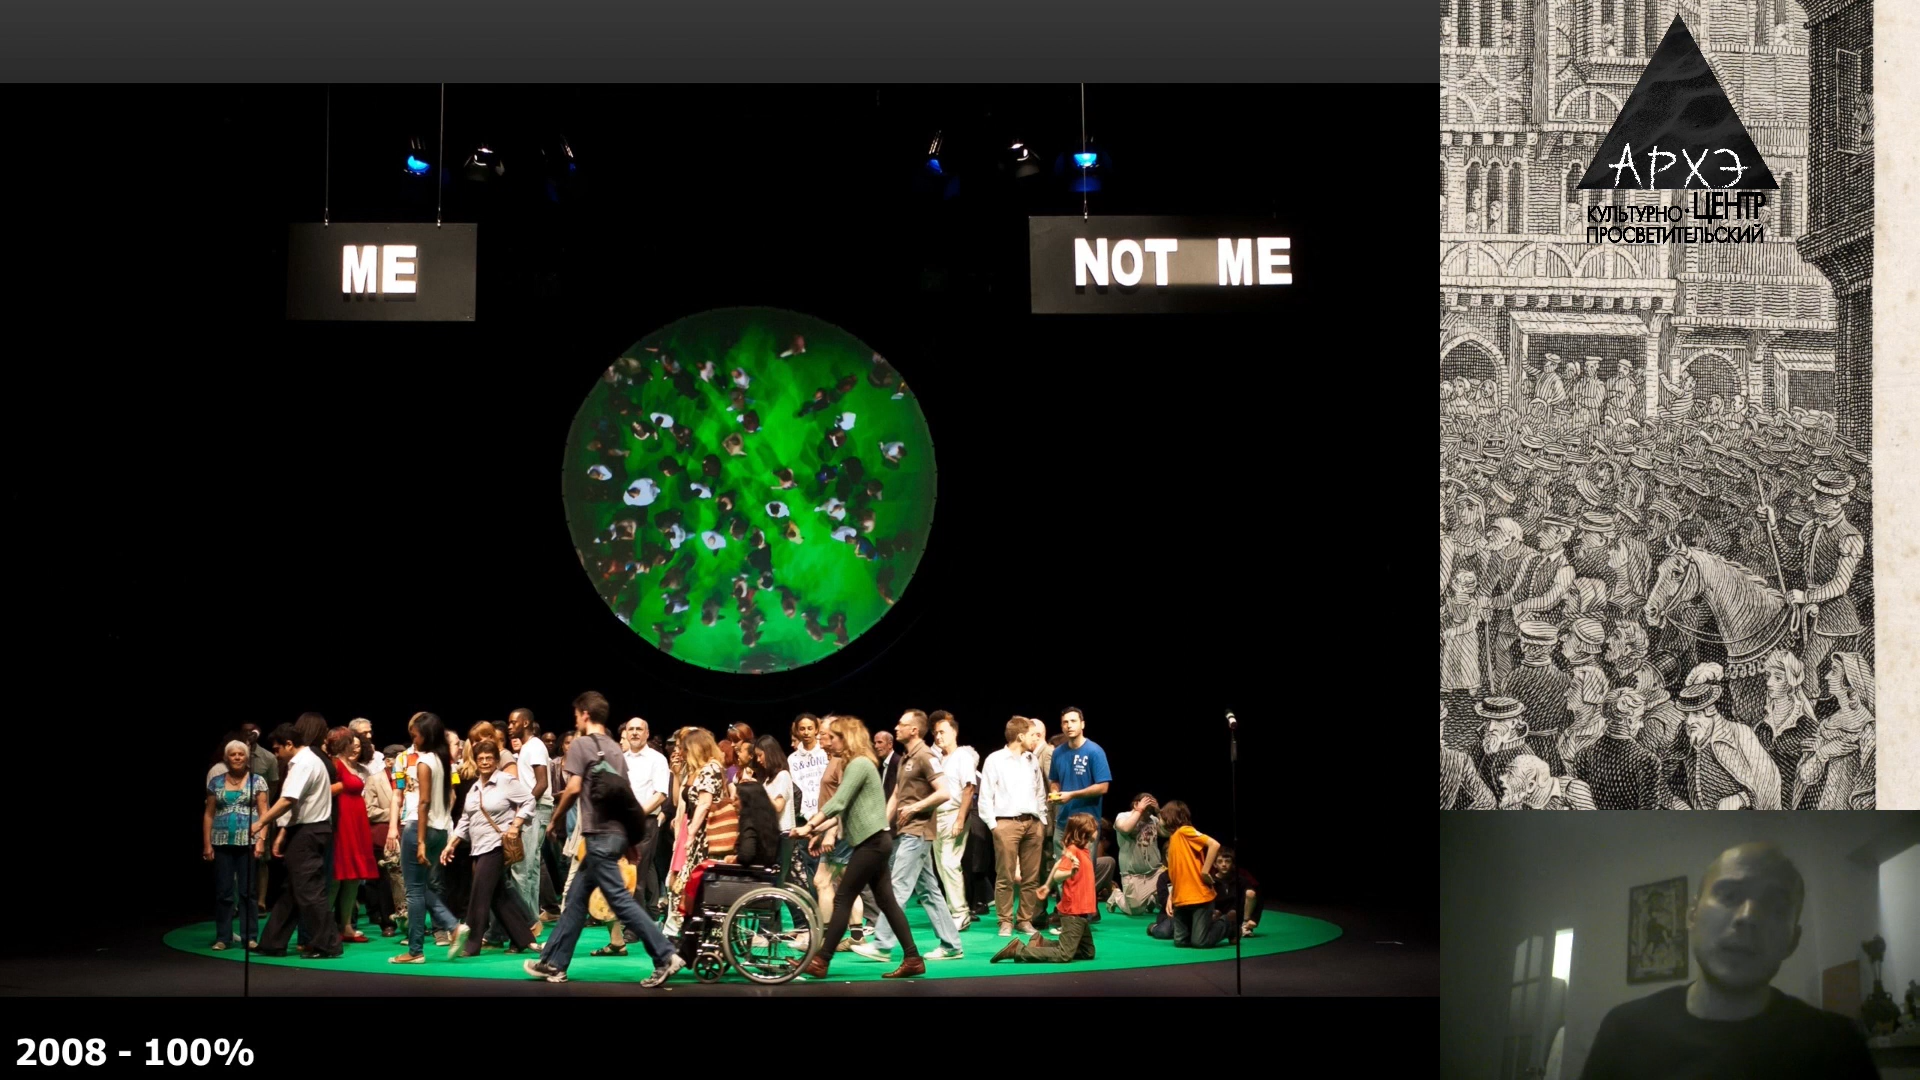 ME
NOT ME
АРХЭ
КУЛЬТУРНО·ЦЕНТР
ПРОСВЕТИТЕЛЬСКИЙ
2008 - 100%